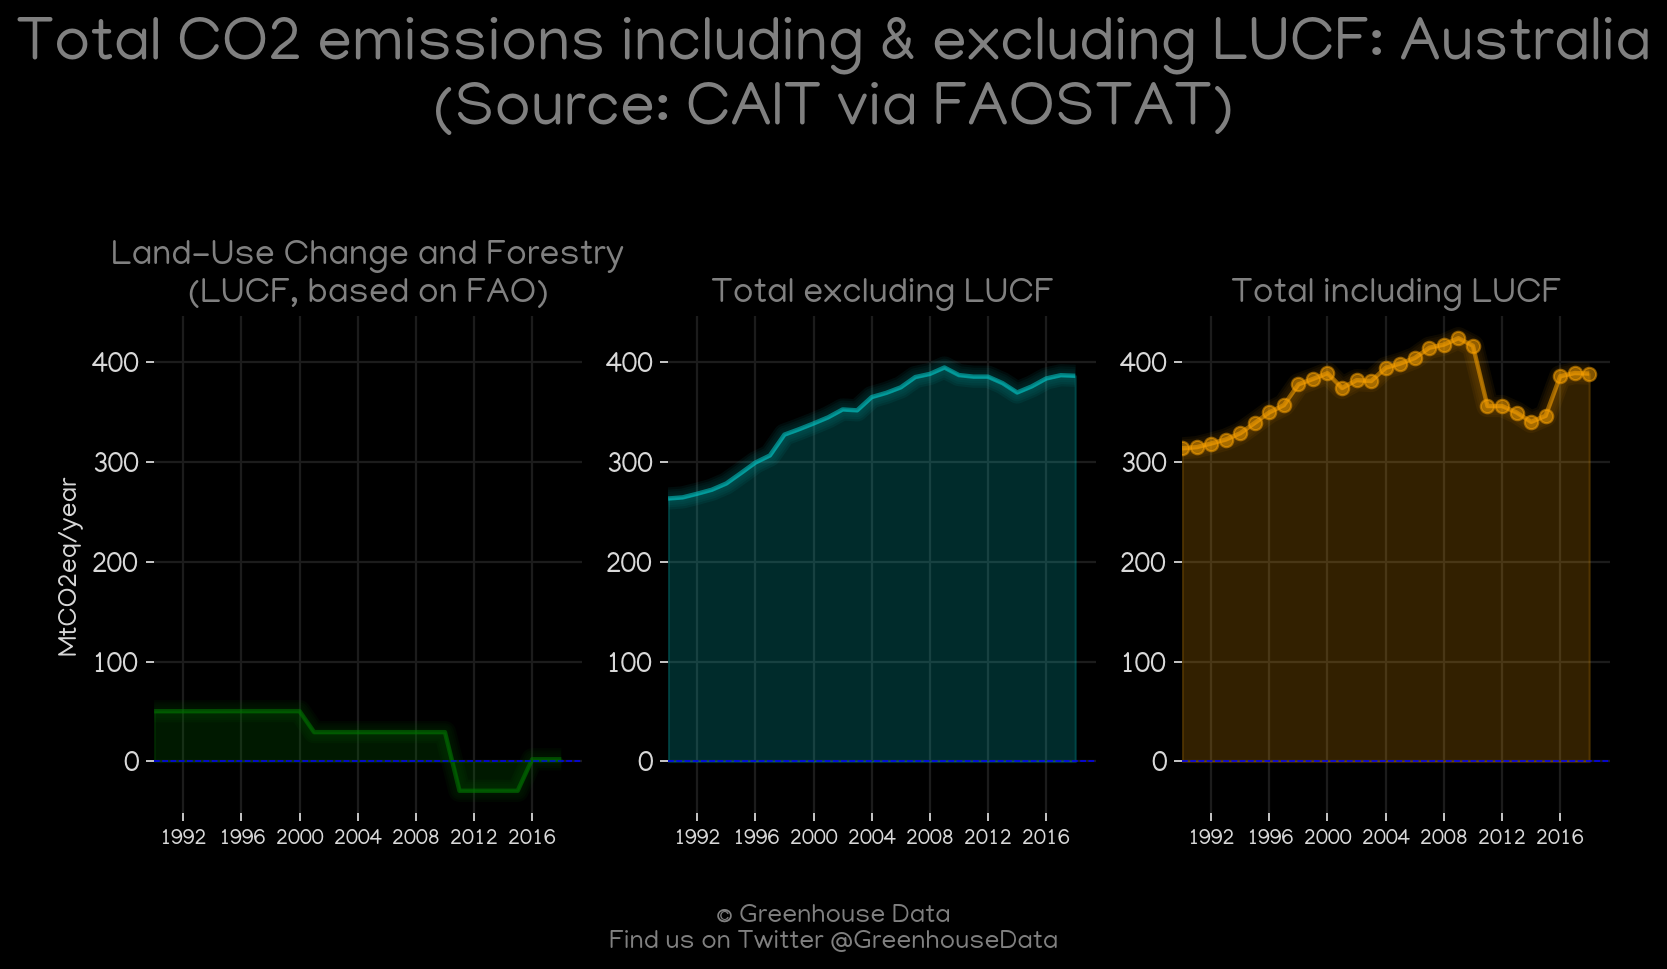 Total CO2 emissions including & excluding LUCF: Australia
(Source: CAIT via FAOSTAT)
Land-Use Change and Forestry
(LUCF, based on FAO)
Total excluding LUCF
Total including LUCF
MtCO2eq/year
400
300
200
100
0
1992 1996 2000 2004 2008 2012 2016
400
300
200
100
0
1992 1996 2000 2004 2008 2012 2016
400
300
200
100
0
1992 1996 2000 2004 2008 2012 2016
© Greenhouse Data
Find us on Twitter @GreenhouseData